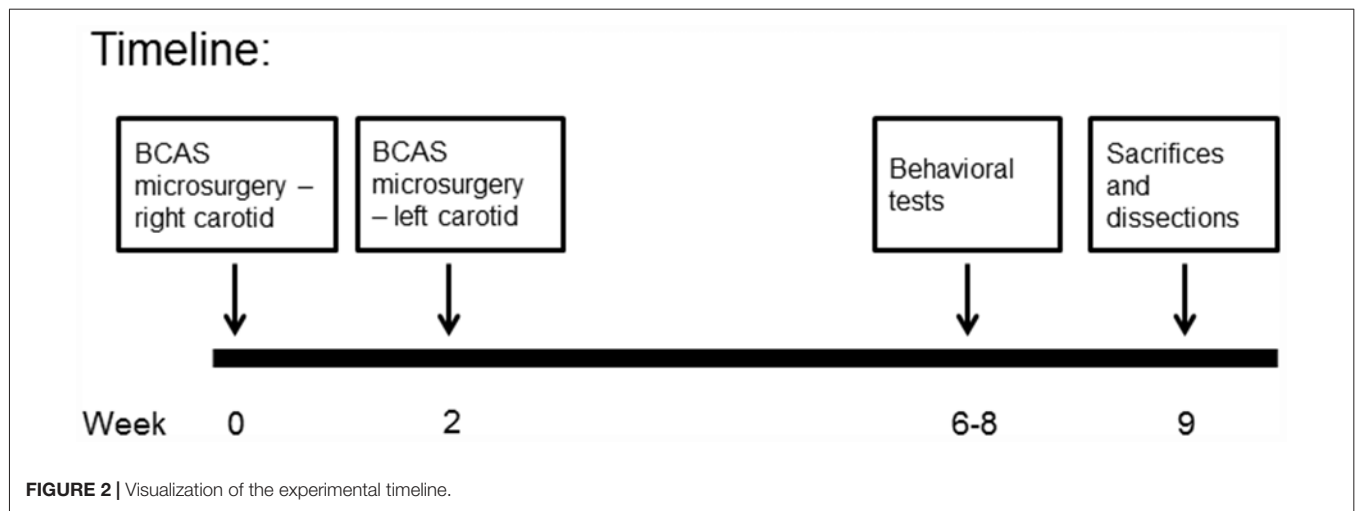 Timeline:
BCAS
microsurgery –
right carotid
BCAS
microsurgery
– left carotid
Behavioral
tests
Sacrifices
and
dissections
Week 0 2 6-8 9
FIGURE 2 | Visualization of the experimental timeline.